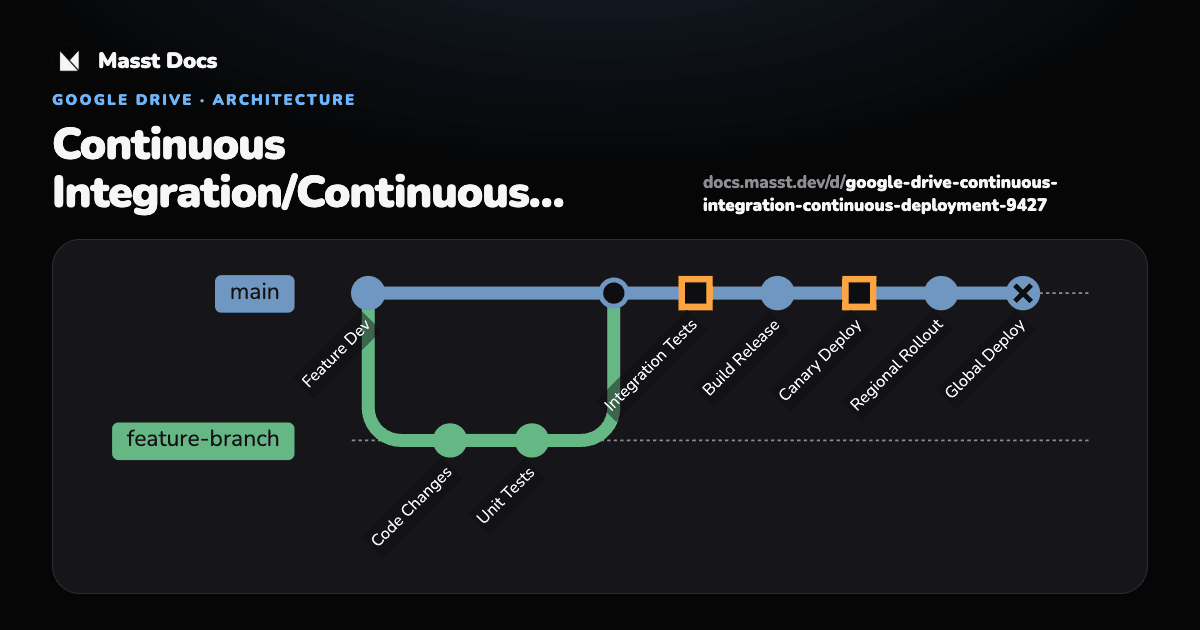 Masst Docs
GOOGLE DRIVE · ARCHITECTURE
Continuous
Integration/Continuous...
docs.masst.dev/d/google-drive-continuous-
integration-continuous-deployment-9427
main
Feature Dev
Integration Tests
Build Release
Canary Deploy
Regional Rollout
Global Deploy
feature-branch
Code Changes
Unit Tests